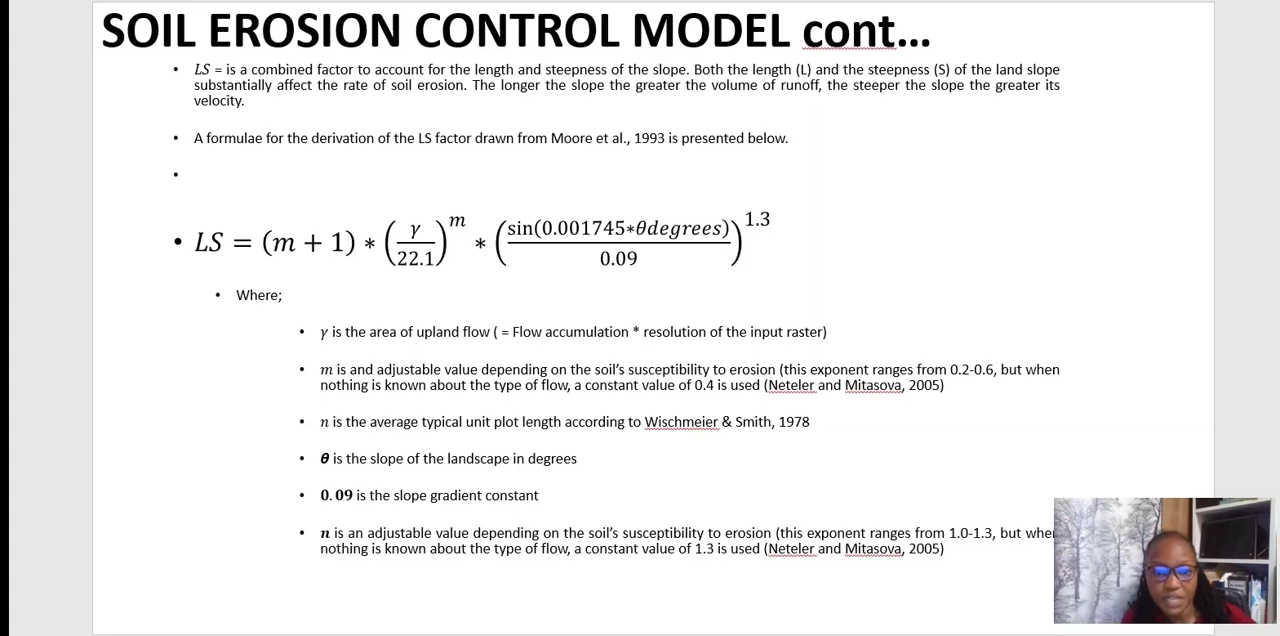 SOIL EROSION CONTROL MODEL cont...
• LS = is a combined factor to account for the length and steepness of the slope. Both the length (L) and the steepness (S) of the land slope
substantially affect the rate of soil erosion. The longer the slope the greater the volume of runoff, the steeper the slope the greater its
velocity.
• A formulae for the derivation of the LS factor drawn from Moore et al., 1993 is presented below.
•
• LS = (m + 1) * (γ/22.1)^m * (sin(0.001745*θdegrees)/0.09)^1.3
• Where;
• γ is the area of upland flow ( = Flow accumulation * resolution of the input raster)
• m is and adjustable value depending on the soil's susceptibility to erosion (this exponent ranges from 0.2-0.6, but when
nothing is known about the type of flow, a constant value of 0.4 is used (Neteler and Mitasova, 2005)
• n is the average typical unit plot length according to Wischmeier & Smith, 1978
• θ is the slope of the landscape in degrees
• 0.09 is the slope gradient constant
• n is an adjustable value depending on the soil's susceptibility to erosion (this exponent ranges from 1.0-1.3, but when
nothing is known about the type of flow, a constant value of 1.3 is used (Neteler and Mitasova, 2005)